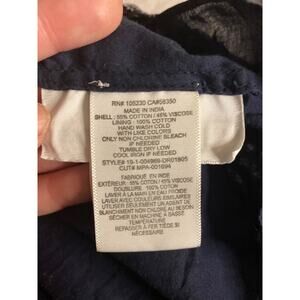 RN# 105230 CA#56350
MADE IN INDIA
SHELL : 55% COTTON / 45% VISCOSE
LINING : 100% COTTON
HAND WASH COLD
WITH LIKE COLORS
ONLY NON CHLORINE BLEACH
IF NEEDED
TUMBLE DRY LOW
COOL IRON IF NEEDED
STYLE# 19-1-004969-DR01805
CUT# MPA-001694
FABRIQUÉ EN INDE
EXTÉRIEUR : 55% COTON / 45% VISCOSE
DOUBLURE : 100% COTON
LAVER À LA MAIN EN EAU FROIDE
LAVER AVEC COULEURS SIMILAIRES
UTILISER SEULEMENT UN AGENT DE
BLANCHIMENT NON CHLORÉ AU BESOIN
SÉCHER EN MACHINE À BASSE
TEMPÉRATURE
REPASSER À FER TIÈDE SI
NÉCESSAIRE